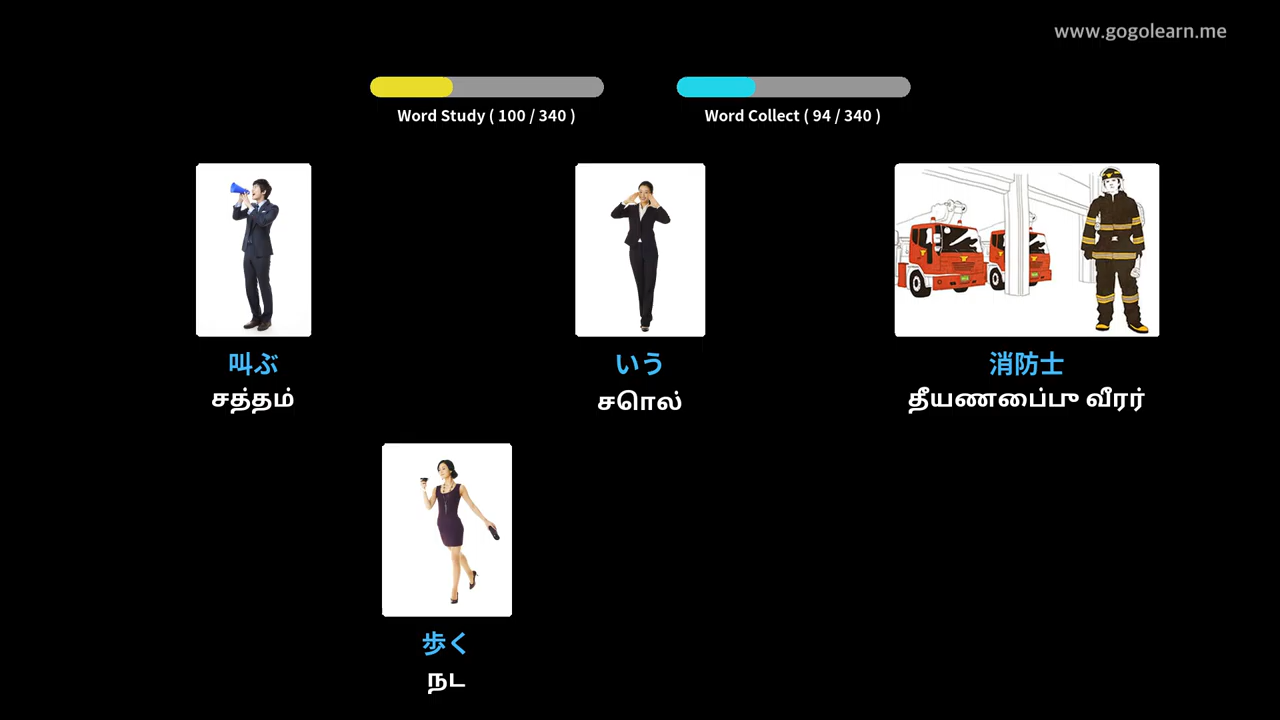 www.gogolearn.me
Word Study ( 100 / 340 )
Word Collect ( 94 / 340 )
叫ぶ
いう
消防士
சத்தம்
சொல்
தீயணைப்பு வீரர்
歩く
நட